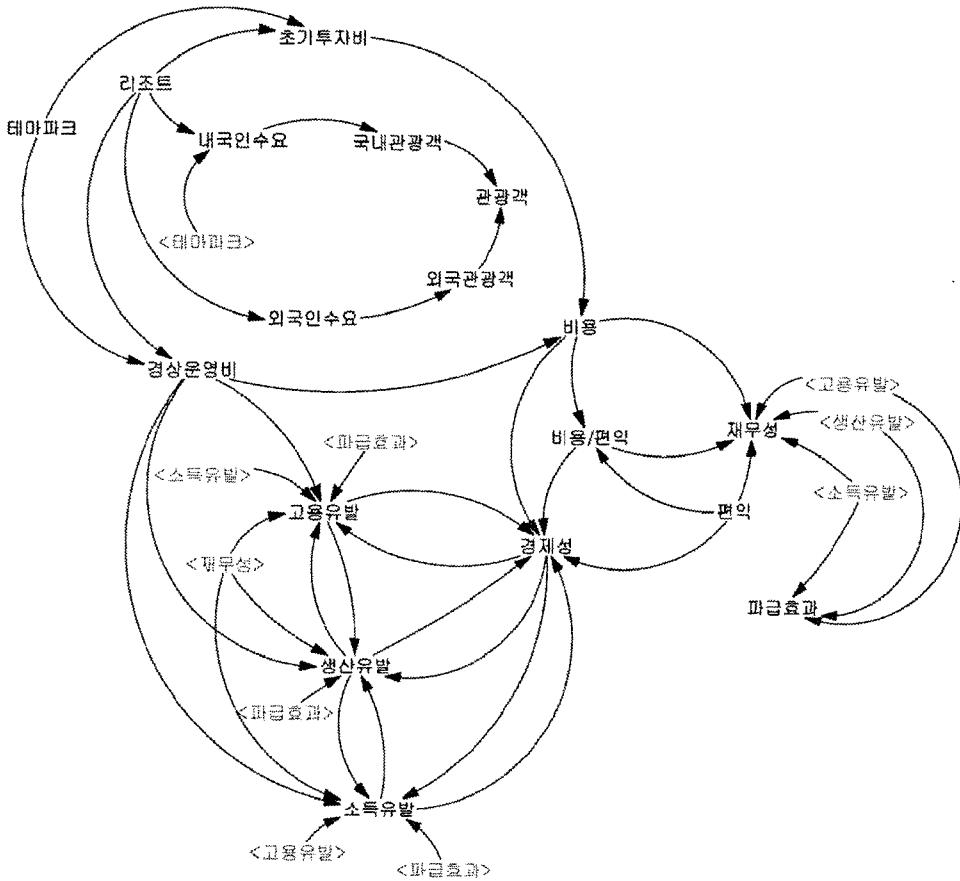 초기투자비
리조트
테마파크
내국인수요
국내관광객
관광객
<테마파크>
외국관광객
외국인수요
비용
경상운영비
<고용유발>
<생산유발>
재무성
비용/편익
<파급효과>
<소득유발>
<소득유발>
고용유발
편익
경제성
<재무성>
파급효과
생산유발
<파급효과>
소득유발
<고용유발>
<파급효과>